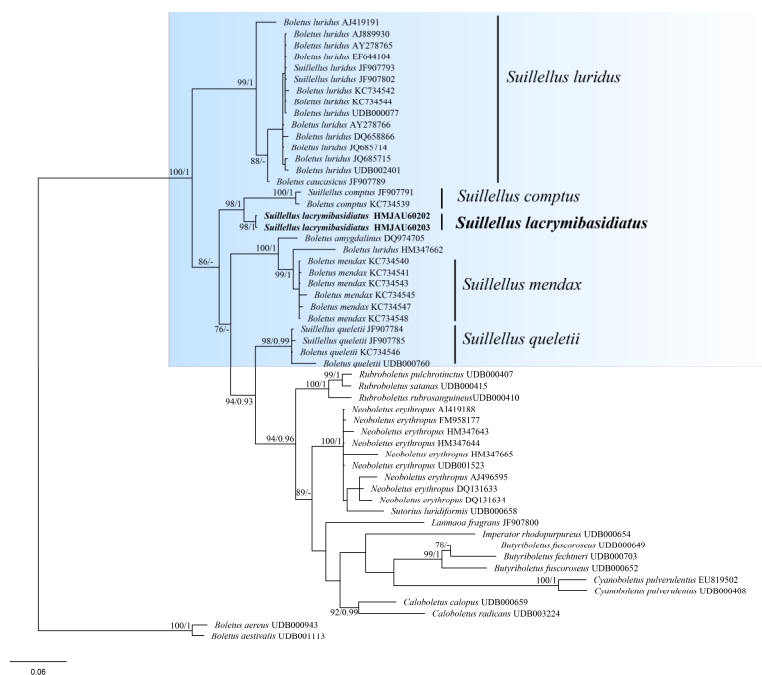 Boletus luridus AJ419191
Boletus luridus AJ889930
Boletus luridus AY278765
Boletus luridus EF644104
Suillellus luridus JF907793
Suillellus luridus JF907802
Boletus luridus KC734542
Boletus luridus KC734544
Boletus luridus UDB000077
Boletus luridus AY278766
Boletus luridus DQ658866
Boletus luridus JQ685714
Boletus luridus JQ685715
Boletus luridus UDB002401
Boletus caucasicus JF907789
Suillellus luridus
99/1
88/-
100/1
Suillellus comptus JF907791
Boletus comptus KC734539
Suillellus comptus
100/1
98/1
Suillellus lacrymibasidiatus HMJAU60202
Suillellus lacrymibasidiatus HMJAU60203
Suillellus lacrymibasidiatus
98/1
86/-
Boletus amygdalinus DQ974705
Boletus luridus HM347662
100/1
99/1
Boletus mendax KC734540
Boletus mendax KC734541
Boletus mendax KC734543
Boletus mendax KC734545
Boletus mendax KC734547
Boletus mendax KC734548
Suillellus mendax
76/-
Suillellus queletii JF907784
Suillellus queletii JF907785
Boletus queletii KC734546
Boletus queletii UDB000760
Suillellus queletii
98/0.99
94/0.93
Rubroboletus pulchrotinctus UDB000407
Rubroboletus satanas UDB000415
Rubroboletus rubrosanguineusUDB000410
99/1
100/1
94/0.96
Neoboletus erythropus AJ419188
Neoboletus erythropus FM958177
Neoboletus erythropus HM347643
Neoboletus erythropus HM347644
Neoboletus erythropus HM347665
Neoboletus erythropus UDB001523
Neoboletus erythropus AJ496595
Neoboletus erythropus DQ131633
Neoboletus erythropus DQ131634
Sutorius luridiformis UDB000658
100/1
89/-
Lanmaoa fragrans JF907800
Imperator rhodopurpureus UDB000654
Butyriboletus fuscoroseus UDB000649
Butyriboletus fechtneri UDB000703
Butyriboletus fuscoroseus UDB000652
78/-
99/1
Cyanoboletus pulverulentus EU819502
Cyanoboletus pulverulentus UDB000408
100/1
Caloboletus calopus UDB000659
Caloboletus radicans UDB003224
92/0.99
Boletus aereus UDB000943
Boletus aestivalis UDB001113
100/1
0.06